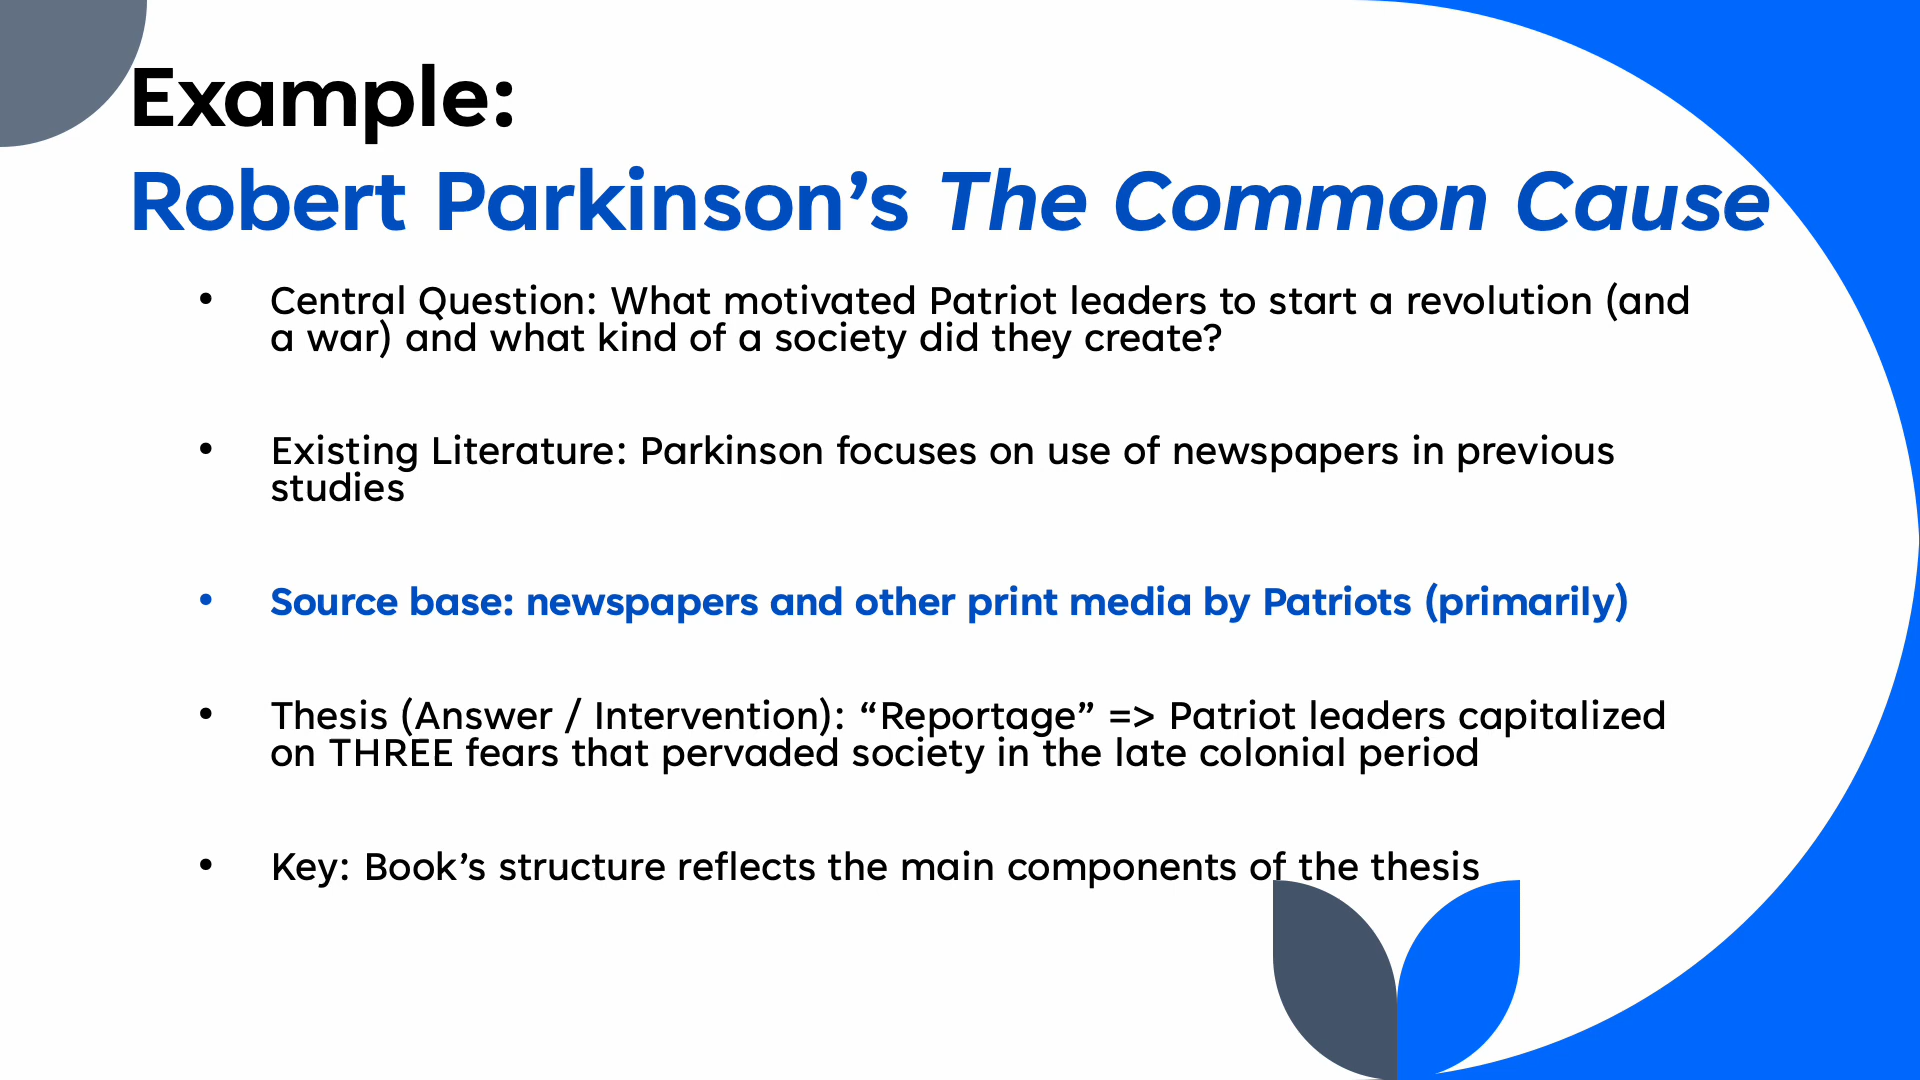 Example:
Robert Parkinson’s The Common Cause
• Central Question: What motivated Patriot leaders to start a revolution (and
a war) and what kind of a society did they create?
• Existing Literature: Parkinson focuses on use of newspapers in previous
studies
• Source base: newspapers and other print media by Patriots (primarily)
• Thesis (Answer / Intervention): “Reportage” => Patriot leaders capitalized
on THREE fears that pervaded society in the late colonial period
• Key: Book’s structure reflects the main components of the thesis